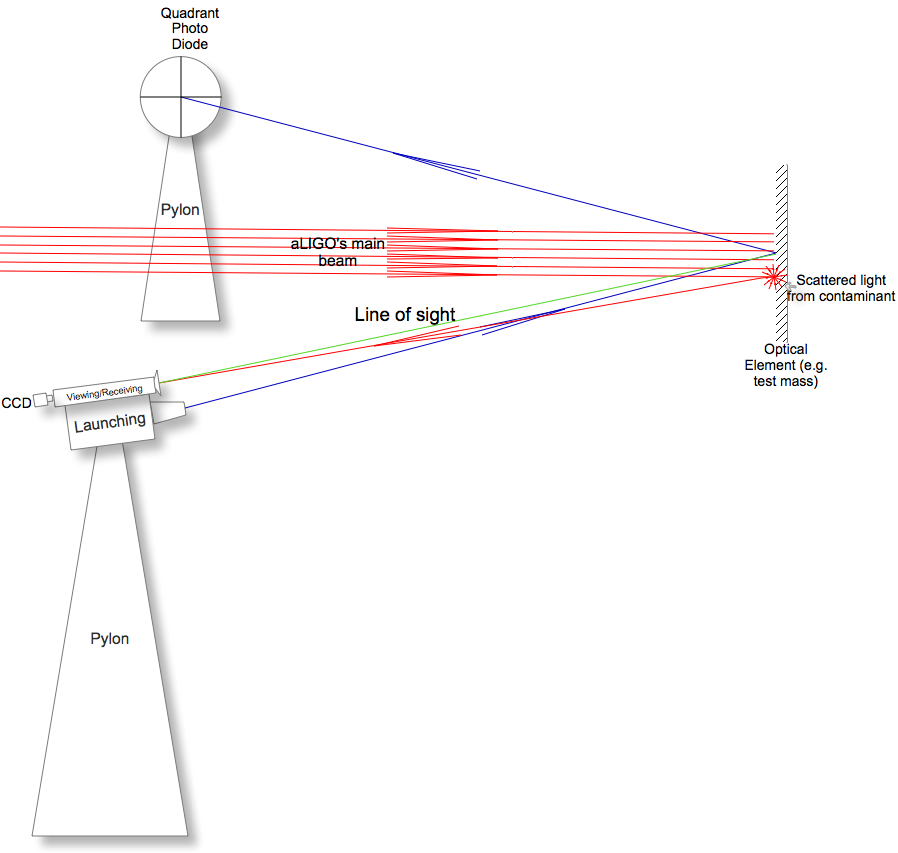 Quadrant
Photo
Diode
Pylon
aLIGO's main
beam
Scattered light
from contaminant
Line of sight
Optical
Element (e.g.
test mass)
CCD
Viewing/Receiving
Launching
Pylon